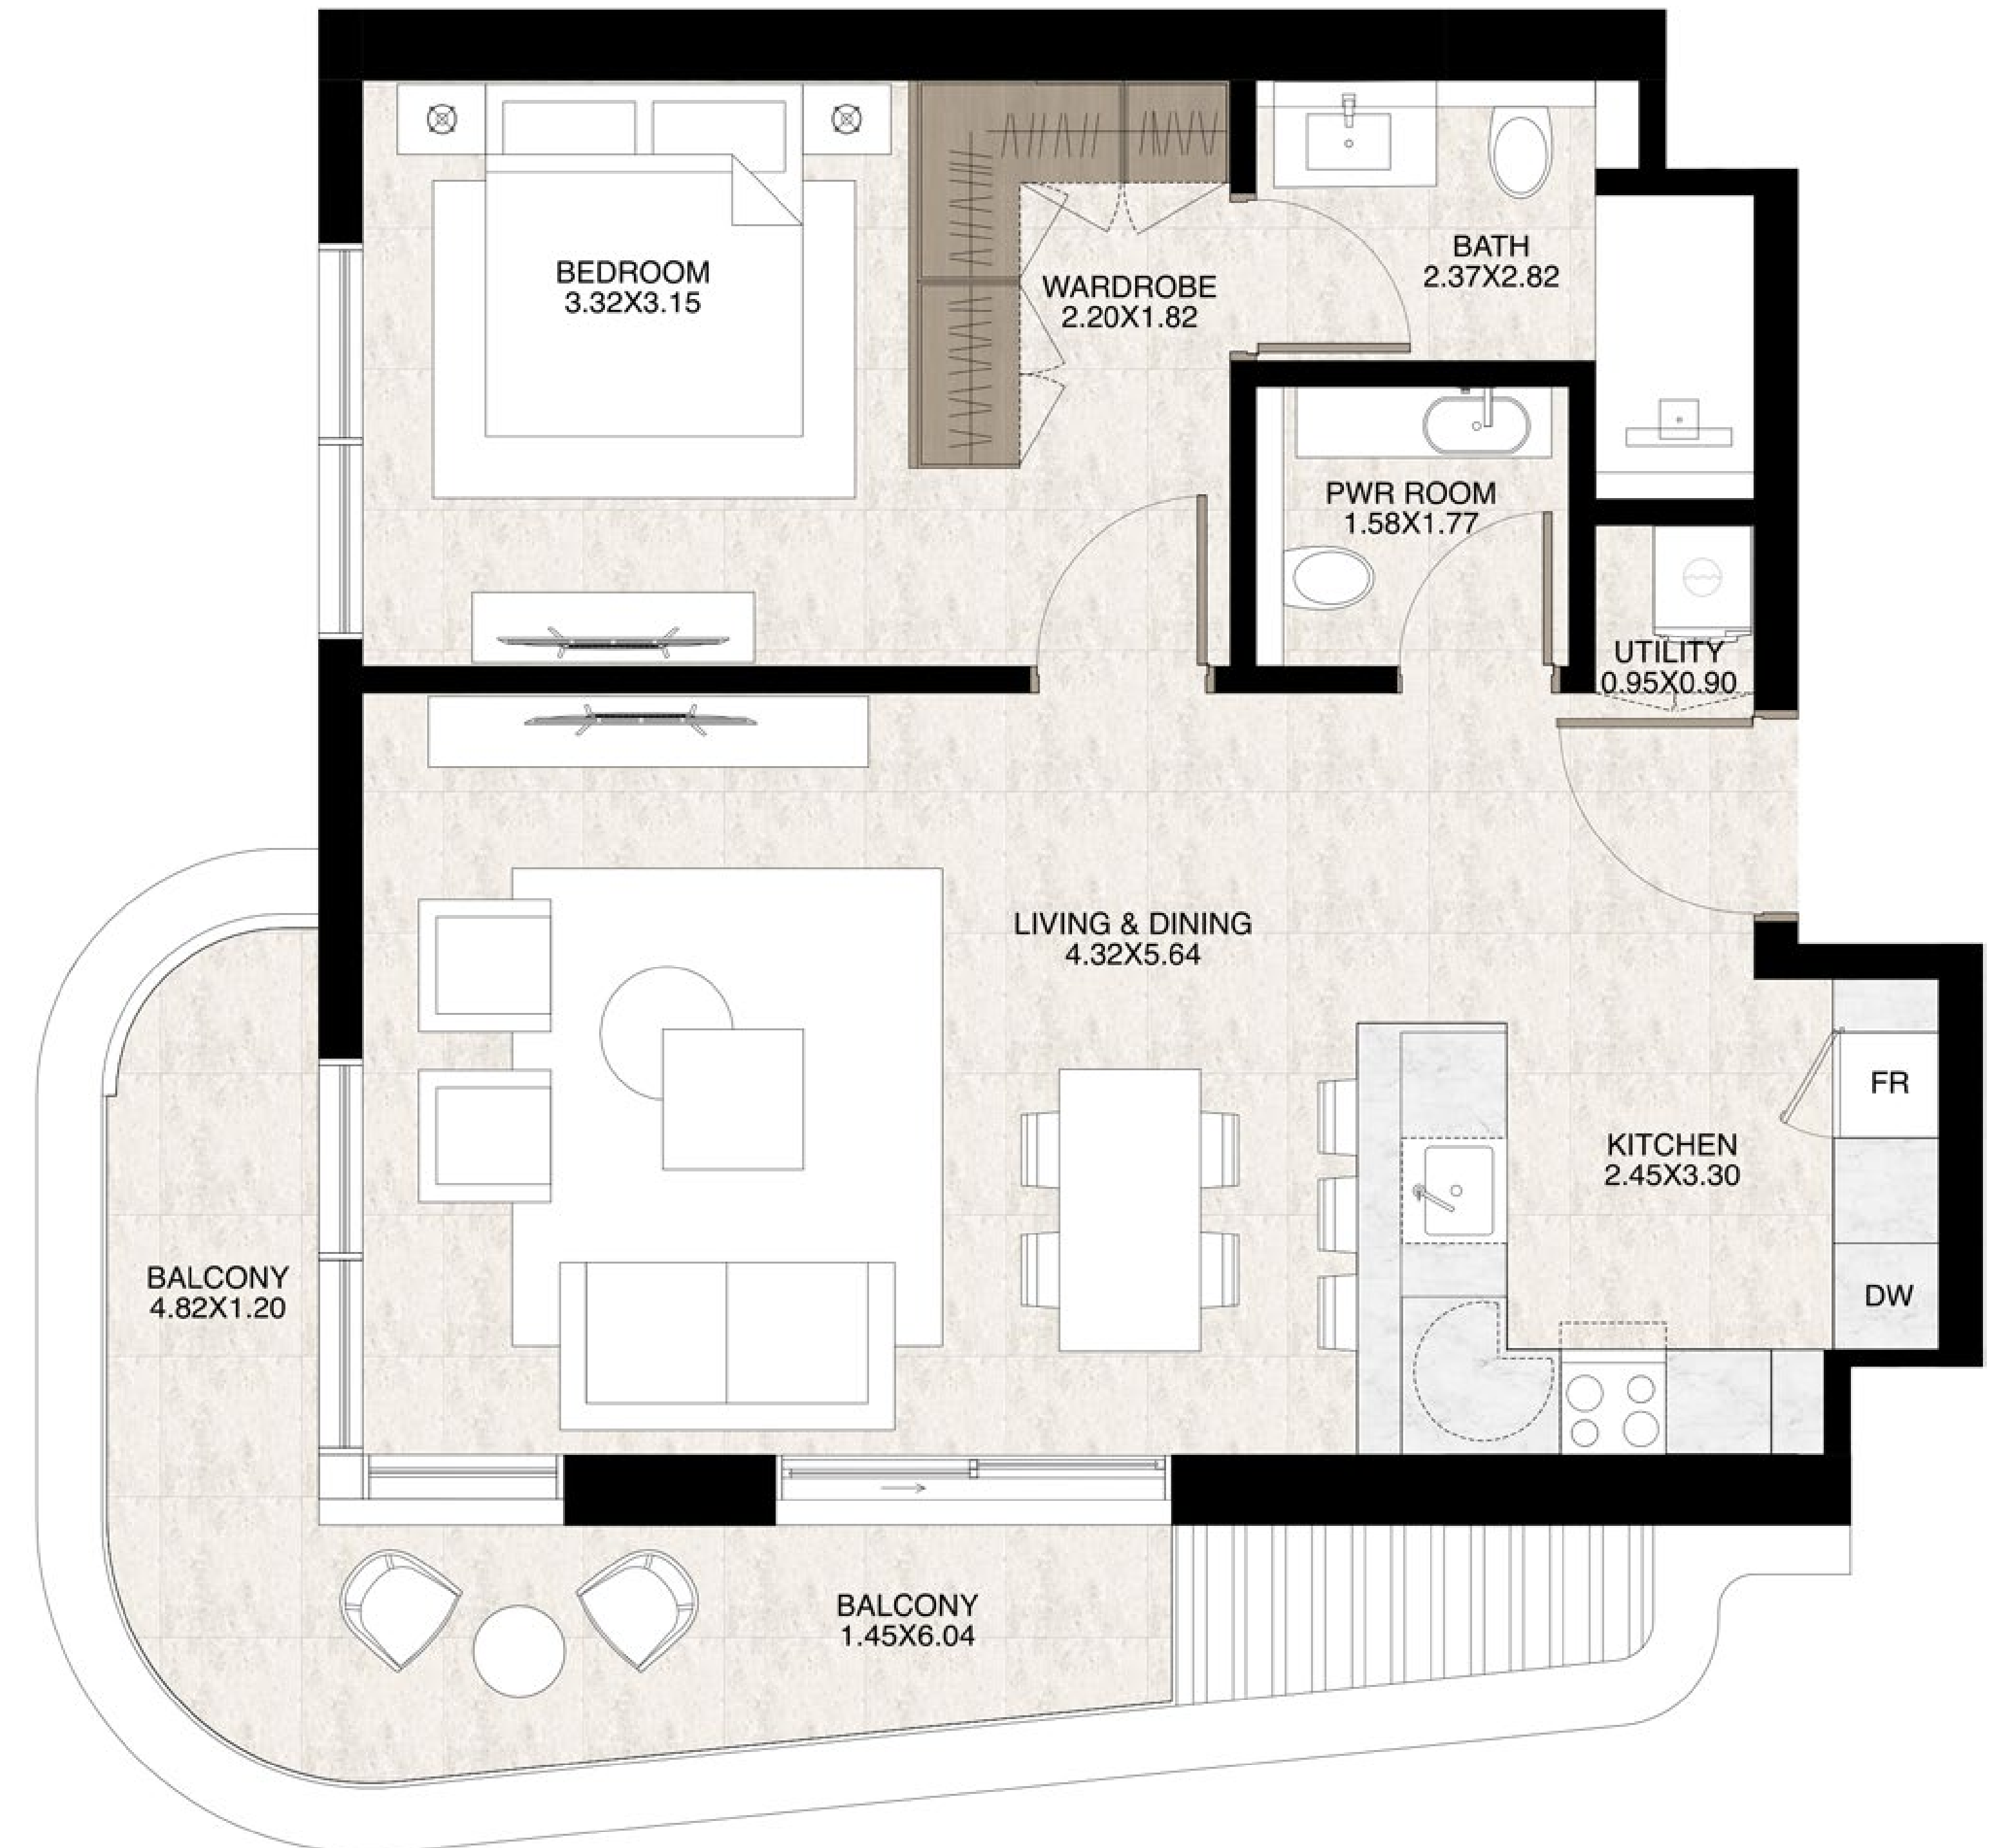 BEDROOM
3.32X3.15
WARDROBE
2.20X1.82
BATH
2.37X2.82
PWR ROOM
1.58X1.77
UTILITY
0.95X0.90
LIVING & DINING
4.32X5.64
FR
KITCHEN
2.45X3.30
DW
BALCONY
4.82X1.20
BALCONY
1.45X6.04